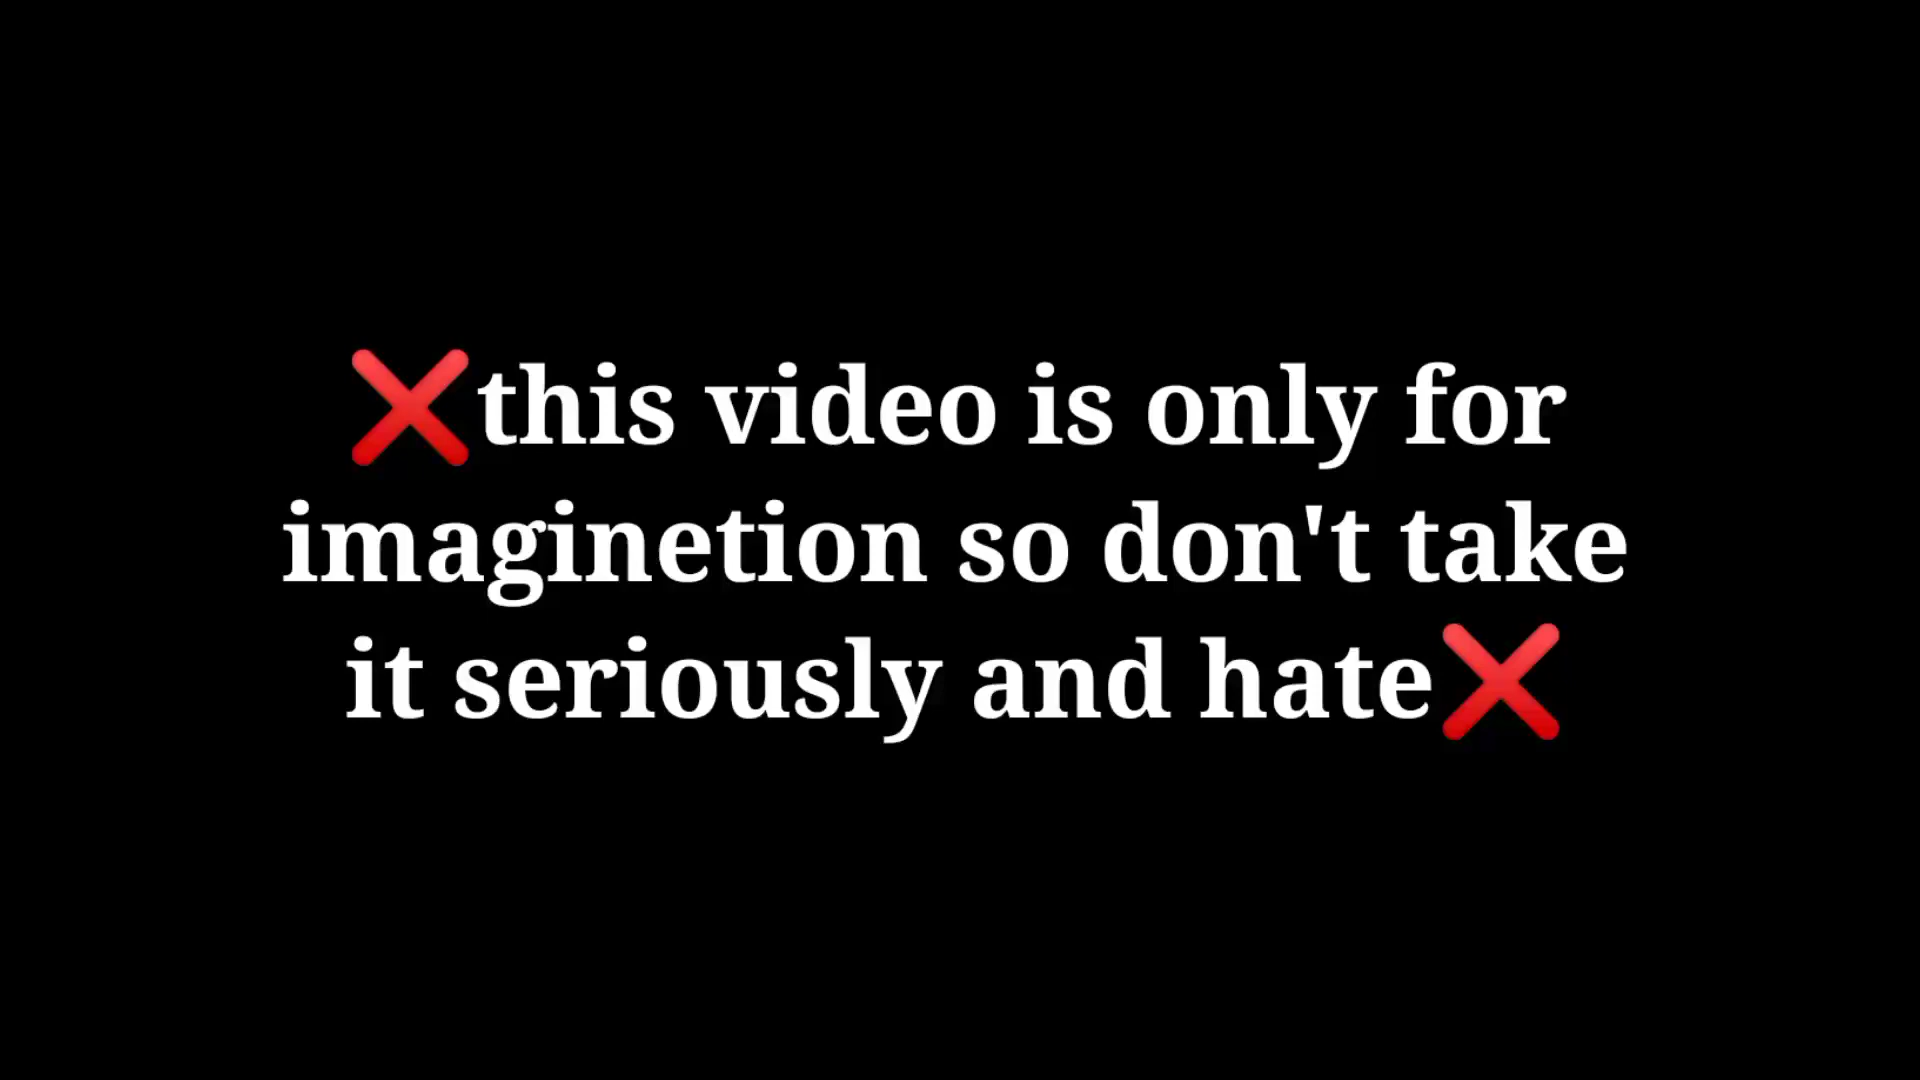 ❌this video is only for
imaginetion so don't take
it seriously and hate❌